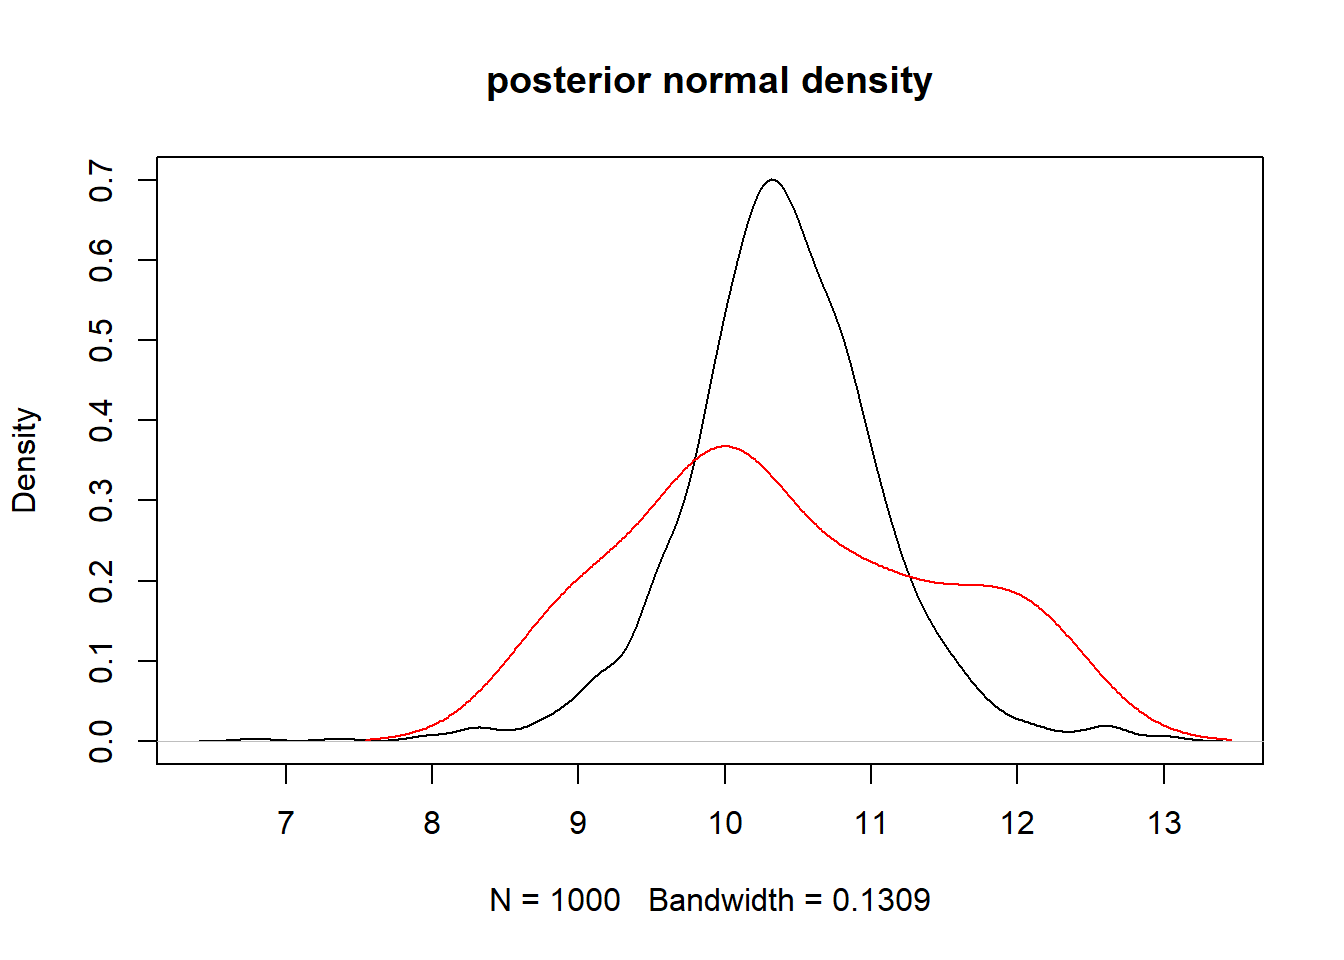 posterior normal density
Density
0.7
0.6
0.5
0.4
0.3
0.2
0.1
0.0
7 8 9 10 11 12 13
N = 1000 Bandwidth = 0.1309